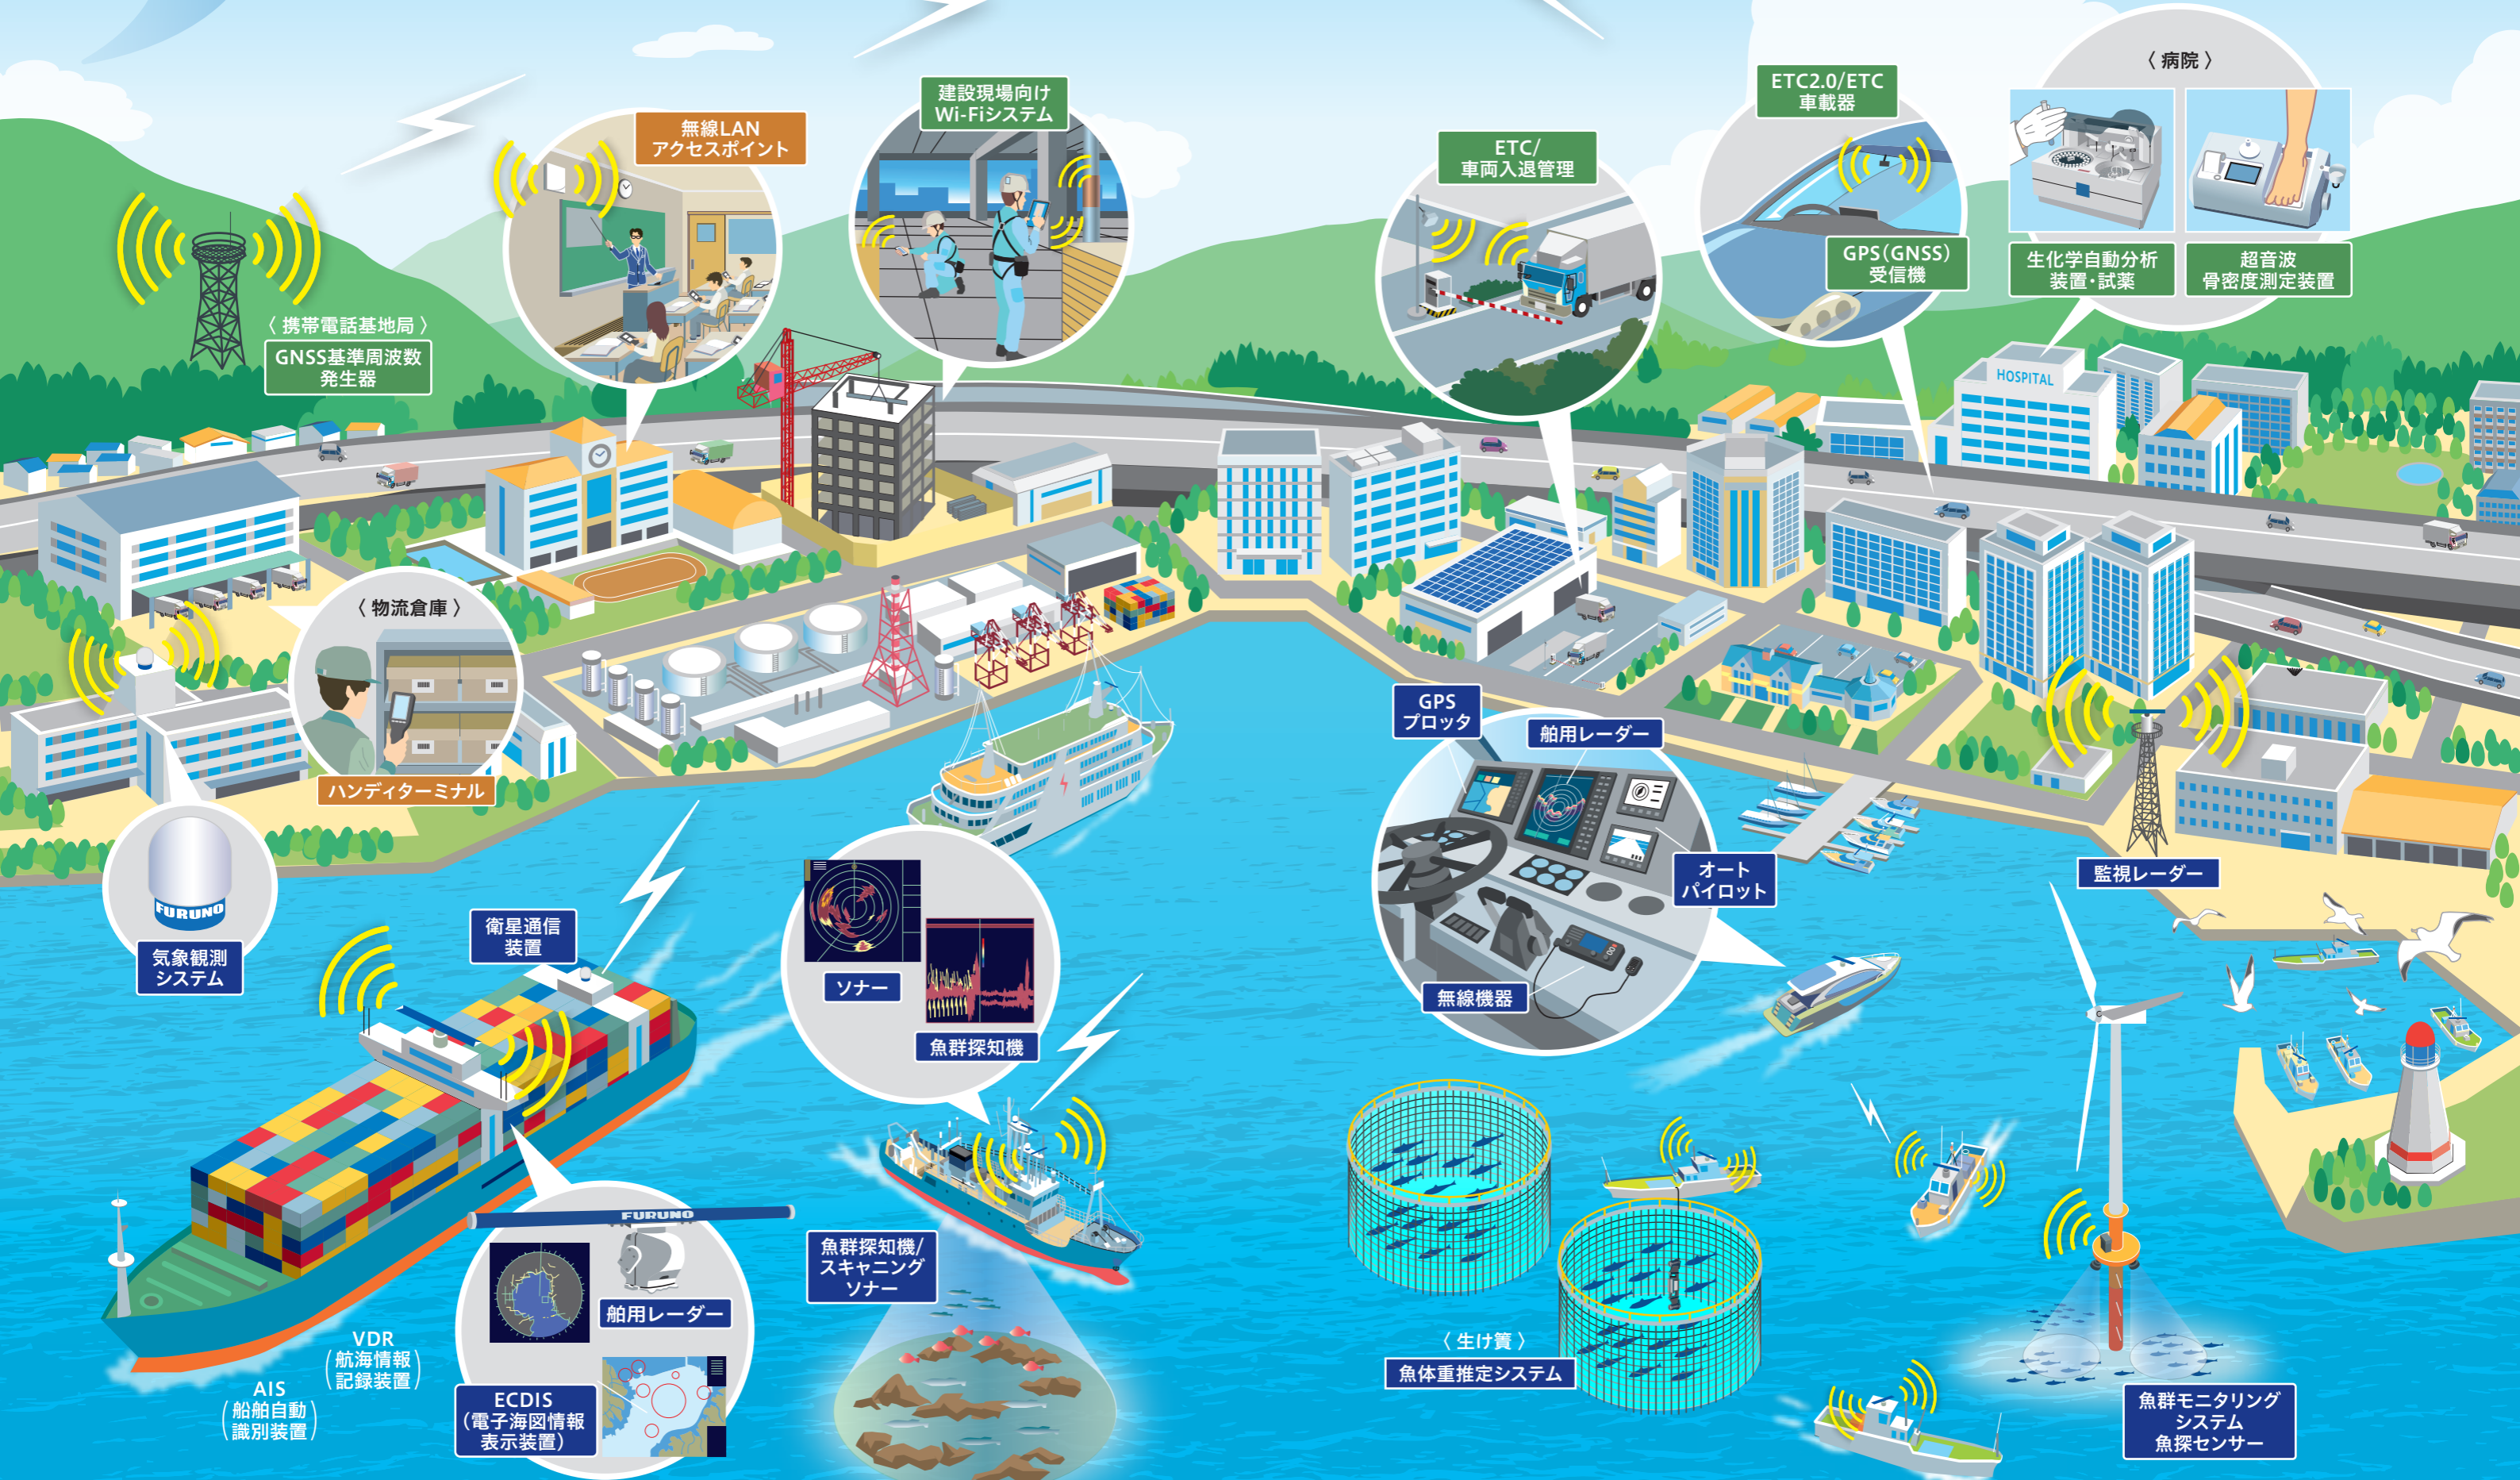 〈 病院 〉
ETC2.0/ETC
車載器
建設現場向け
Wi-Fiシステム
無線LAN
アクセスポイント
ETC/
車両入退管理
GPS(GNSS)
受信機
生化学自動分析
装置・試薬
超音波
骨密度測定装置
〈 携帯電話基地局 〉
GNSS基準周波数
発生器
HOSPITAL
〈 物流倉庫 〉
ハンディターミナル
GPS
プロッタ
舶用レーダー
オート
パイロット
無線機器
監視レーダー
FURUNO
気象観測
システム
衛星通信
装置
ソナー
魚群探知機
FURUNO
舶用レーダー
ECDIS
(電子海図情報
表示装置)
VDR
(航海情報
記録装置)
AIS
(船舶自動
識別装置)
魚群探知機/
スキャニング
ソナー
〈 生け簀 〉
魚体重推定システム
魚群モニタリング
システム
魚探センサー